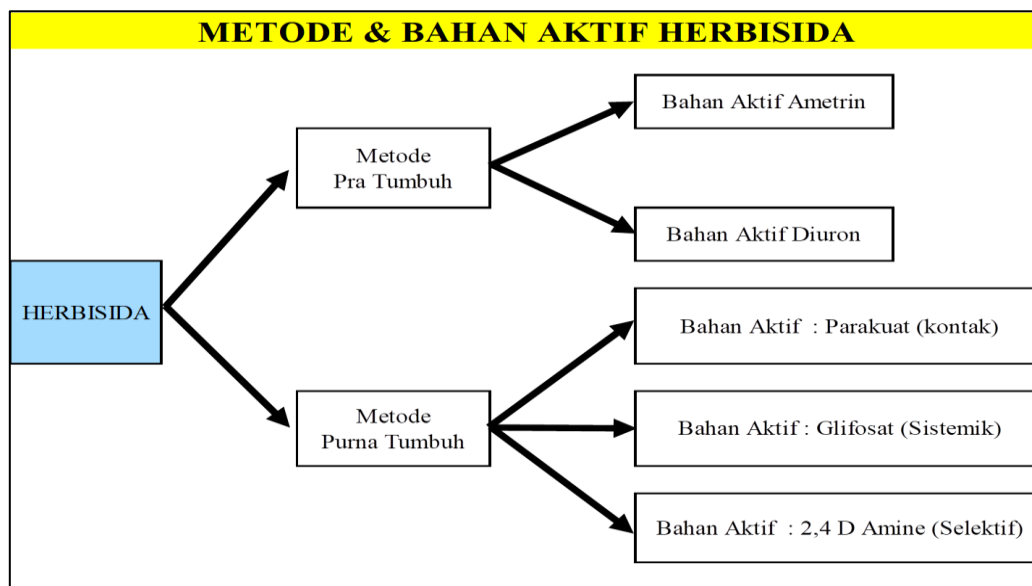 METODE & BAHAN AKTIF HERBISIDA
HERBISIDA
Metode
Pra Tumbuh
Bahan Aktif Ametrin
Bahan Aktif Diuron
Metode
Purna Tumbuh
Bahan Aktif : Parakuat (kontak)
Bahan Aktif : Glifosat (Sistemik)
Bahan Aktif : 2,4 D Amine (Selektif)